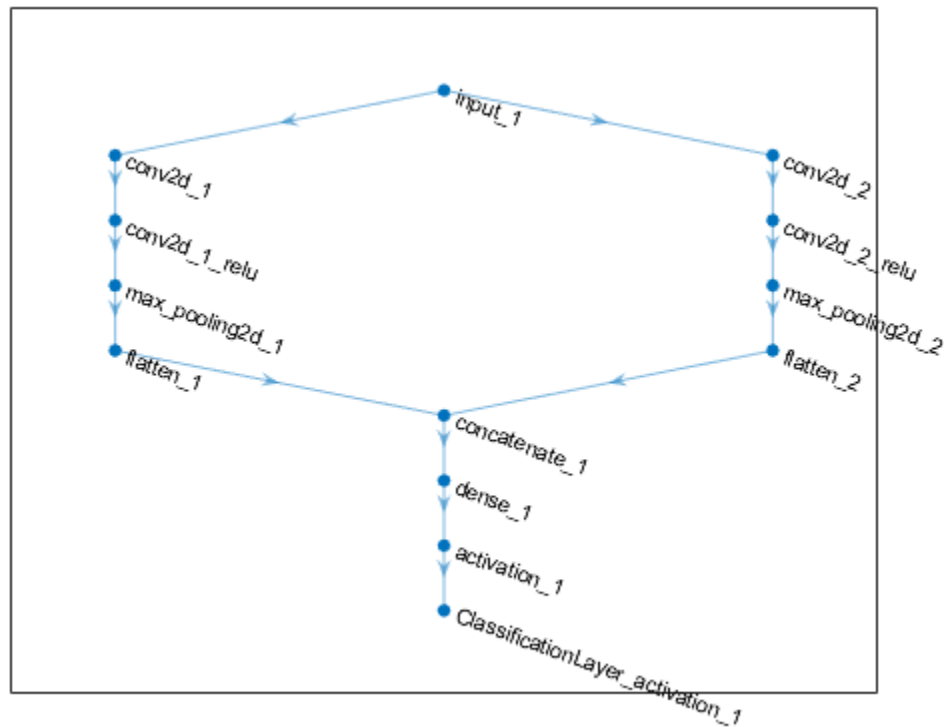 input_1
conv2d_1
conv2d_2
conv2d_1_relu
conv2d_2_relu
max_pooling2d_1
max_pooling2d_2
flatten_1
flatten_2
concatenate_1
dense_1
activation_1
ClassificationLayer_activation_1